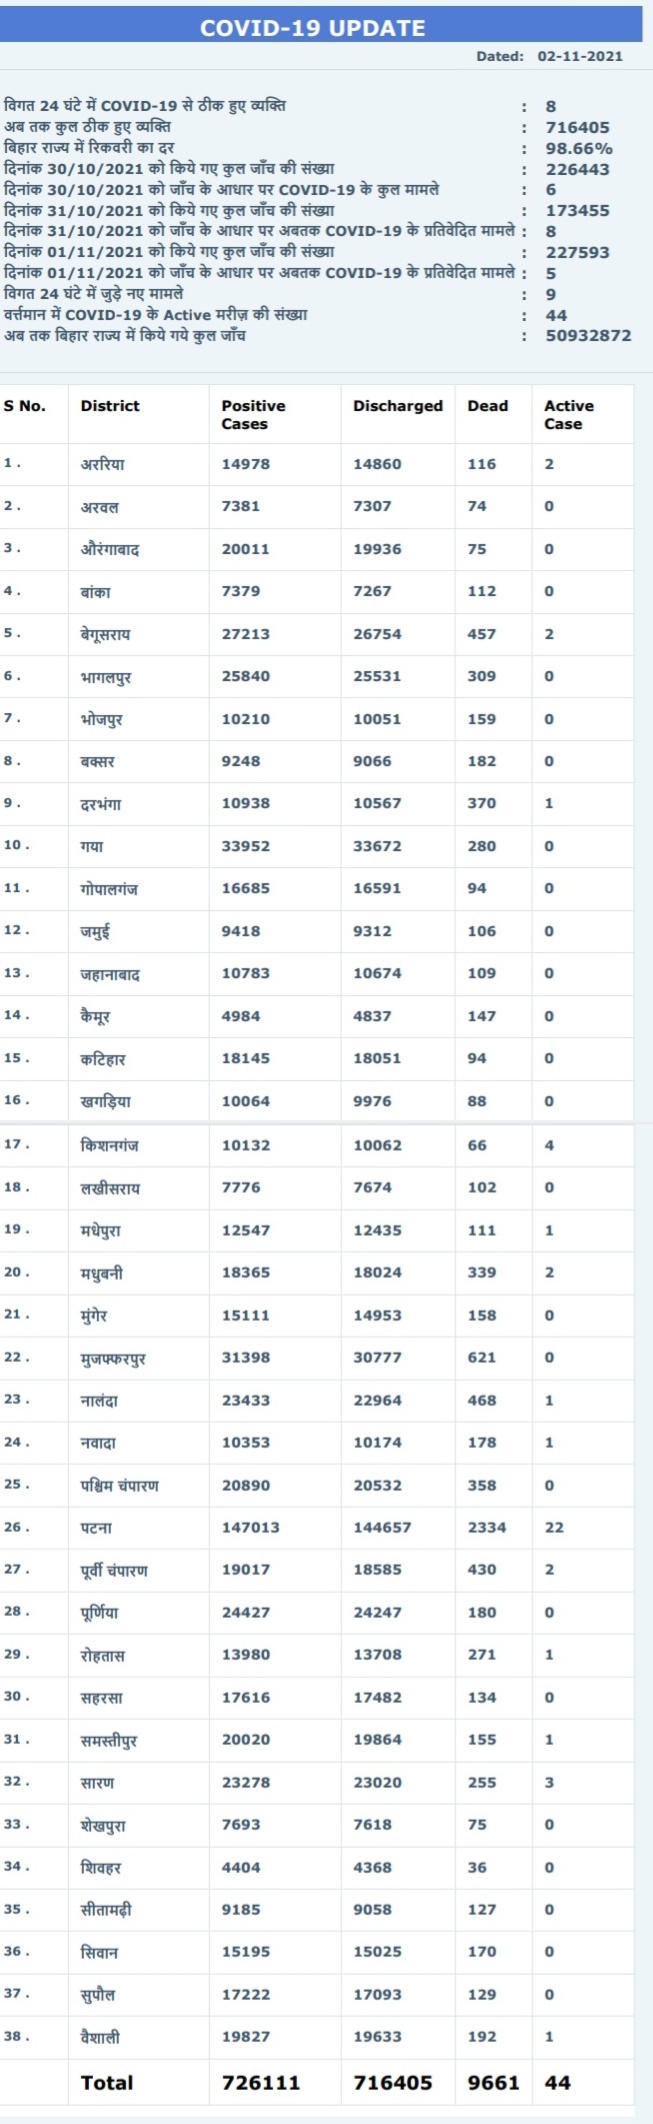 COVID-19 UPDATE
Dated: 02-11-2021
विगत 24 घंटे में COVID-19 से ठीक हुए व्यक्ति : 8
अब तक कुल ठीक हुए व्यक्ति : 716405
बिहार राज्य में रिकवरी का दर : 98.66%
दिनांक 30/10/2021 को किये गए कुल जाँच की संख्या : 226443
दिनांक 30/10/2021 को जाँच के आधार पर COVID-19 के कुल मामले : 6
दिनांक 31/10/2021 को किये गए कुल जाँच की संख्या : 173455
दिनांक 31/10/2021 को जाँच के आधार पर अबतक COVID-19 के प्रतिवेदित मामले : 8
दिनांक 01/11/2021 को किये गए कुल जाँच की संख्या : 227593
दिनांक 01/11/2021 को जाँच के आधार पर अबतक COVID-19 के प्रतिवेदित मामले : 5
विगत 24 घंटे में जुड़े नए मामले : 9
वर्त्तमान में COVID-19 के Active मरीज़ की संख्या : 44
अब तक बिहार राज्य में किये गये कुल जाँच : 50932872
S No. District Positive Cases Discharged Dead Active Case
1 . अररिया 14978 14860 116 2
2 . अरवल 7381 7307 74 0
3 . औरंगाबाद 20011 19936 75 0
4 . बांका 7379 7267 112 0
5 . बेगूसराय 27213 26754 457 2
6 . भागलपुर 25840 25531 309 0
7 . भोजपुर 10210 10051 159 0
8 . बक्सर 9248 9066 182 0
9 . दरभंगा 10938 10567 370 1
10 . गया 33952 33672 280 0
11 . गोपालगंज 16685 16591 94 0
12 . जमुई 9418 9312 106 0
13 . जहानाबाद 10783 10674 109 0
14 . कैमूर 4984 4837 147 0
15 . कटिहार 18145 18051 94 0
16 . खगड़िया 10064 9976 88 0
17 . किशनगंज 10132 10062 66 4
18 . लखीसराय 7776 7674 102 0
19 . मधेपुरा 12547 12435 111 1
20 . मधुबनी 18365 18024 339 2
21 . मुंगेर 15111 14953 158 0
22 . मुजफ्फरपुर 31398 30777 621 0
23 . नालंदा 23433 22964 468 1
24 . नवादा 10353 10174 178 1
25 . पश्चिम चंपारण 20890 20532 358 0
26 . पटना 147013 144657 2334 22
27 . पूर्वी चंपारण 19017 18585 430 2
28 . पूर्णिया 24427 24247 180 0
29 . रोहतास 13980 13708 271 1
30 . सहरसा 17616 17482 134 0
31 . समस्तीपुर 20020 19864 155 1
32 . सारण 23278 23020 255 3
33 . शेखपुरा 7693 7618 75 0
34 . शिवहर 4404 4368 36 0
35 . सीतामढ़ी 9185 9058 127 0
36 . सिवान 15195 15025 170 0
37 . सुपौल 17222 17093 129 0
38 . वैशाली 19827 19633 192 1
Total 726111 716405 9661 44